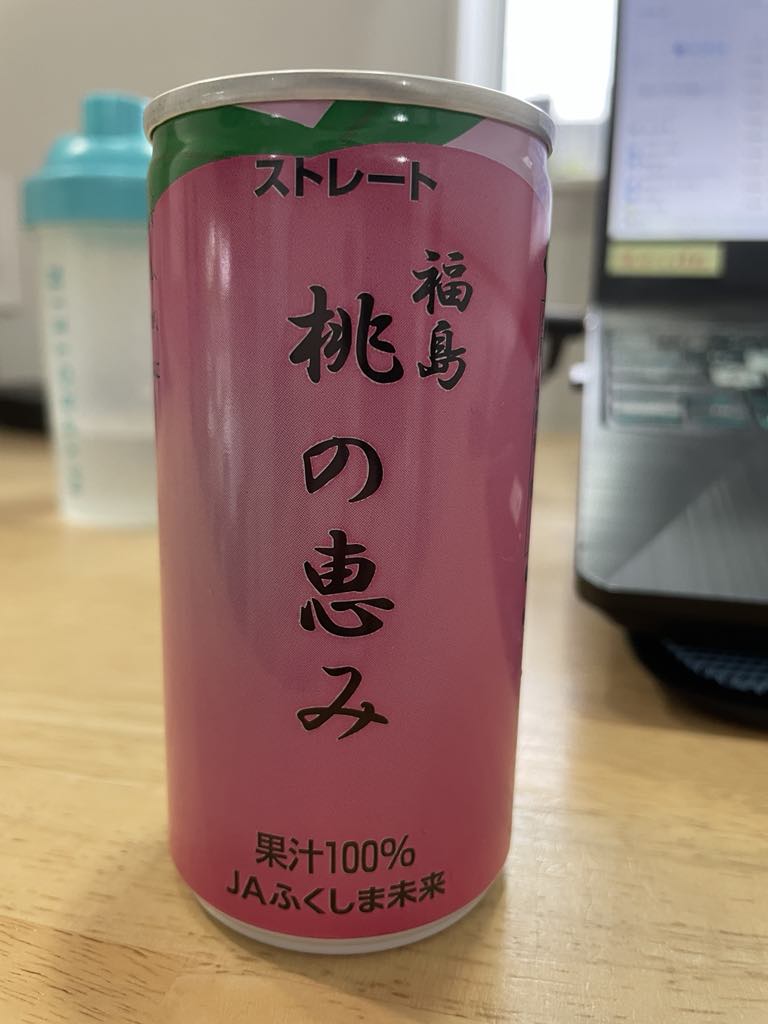 ストレート
福島
桃の恵み
果汁100%
JAふくしま未来